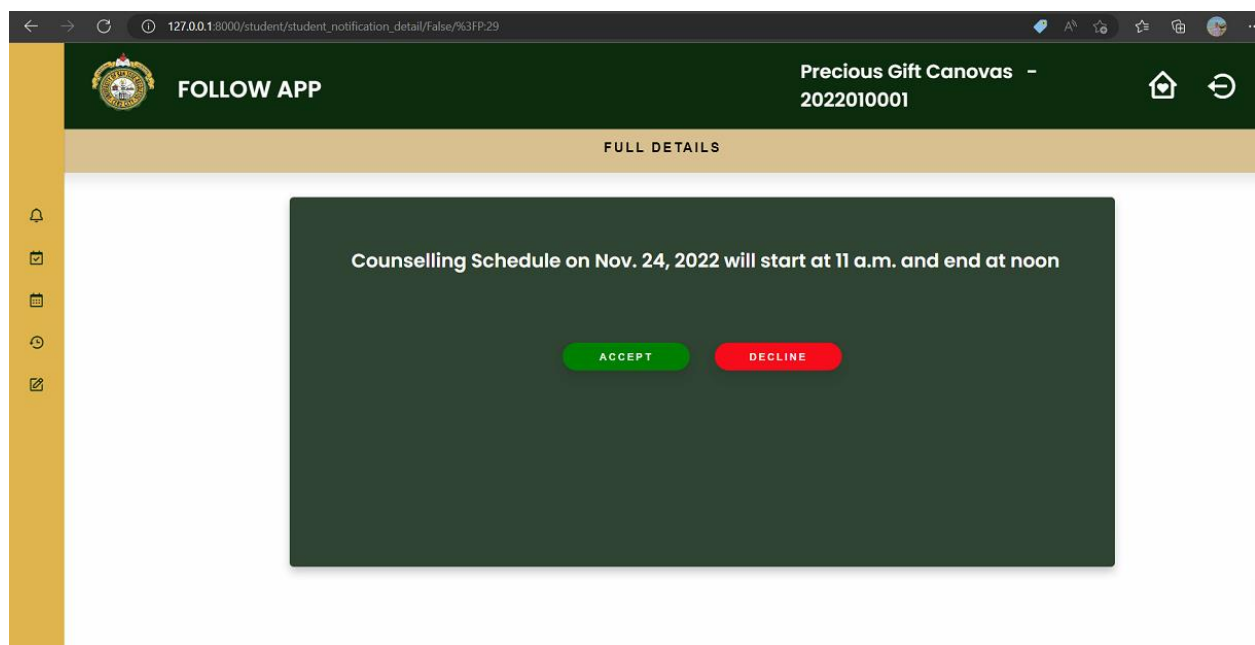 127.0.0.1:8000/student/student_notification_detail/False/%3FP:29
FOLLOW APP
Precious Gift Canovas -
2022010001
FULL DETAILS
Counselling Schedule on Nov. 24, 2022 will start at 11 a.m. and end at noon
ACCEPT
DECLINE